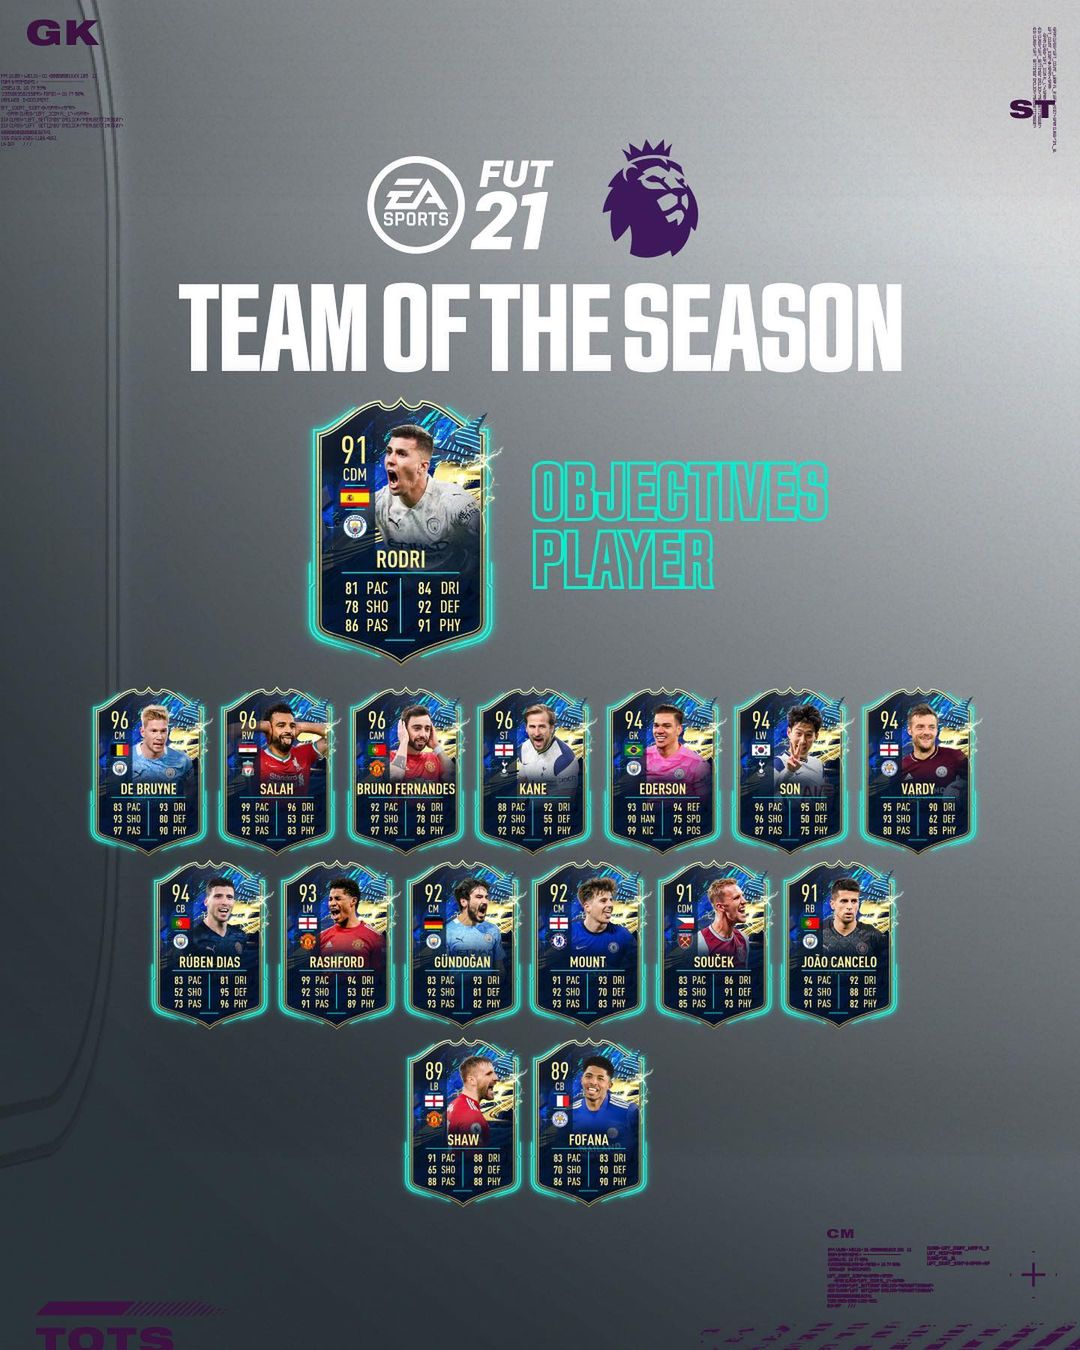 GK
ST
EA
SPORTS
FUT
21
TEAM OF THE SEASON
91
CDM
RODRI
81 PAC 84 DRI
78 SHO 92 DEF
86 PAS 91 PHY
OBJECTIVES
PLAYER
96
CM
DE BRUYNE
83 PAC 93 DRI
93 SHO 80 DEF
97 PAS 90 PHY
96
RW
SALAH
99 PAC 96 DRI
95 SHO 53 DEF
92 PAS 83 PHY
96
CAM
BRUNO FERNANDES
92 PAC 96 DRI
97 SHO 78 DEF
97 PAS 86 PHY
96
ST
KANE
88 PAC 92 DRI
97 SHO 55 DEF
92 PAS 91 PHY
94
GK
EDERSON
93 DIV 94 REF
90 HAN 75 SPD
99 KIC 94 POS
94
LW
SON
96 PAC 95 DRI
96 SHO 50 DEF
87 PAS 75 PHY
94
ST
VARDY
95 PAC 90 DRI
93 SHO 62 DEF
80 PAS 85 PHY
94
CB
RÚBEN DIAS
83 PAC 81 DRI
52 SHO 95 DEF
73 PAS 96 PHY
93
LM
RASHFORD
99 PAC 94 DRI
92 SHO 53 DEF
91 PAS 89 PHY
92
CM
GÜNDOĞAN
83 PAC 93 DRI
92 SHO 81 DEF
93 PAS 82 PHY
92
CM
MOUNT
91 PAC 93 DRI
92 SHO 70 DEF
93 PAS 83 PHY
91
CDM
SOUČEK
83 PAC 86 DRI
85 SHO 91 DEF
85 PAS 93 PHY
91
RB
JOÃO CANCELO
94 PAC 92 DRI
82 SHO 88 DEF
91 PAS 82 PHY
89
LB
SHAW
91 PAC 88 DRI
65 SHO 89 DEF
88 PAS 88 PHY
89
CB
FOFANA
83 PAC 83 DRI
70 SHO 90 DEF
86 PAS 90 PHY
CM
TOTS